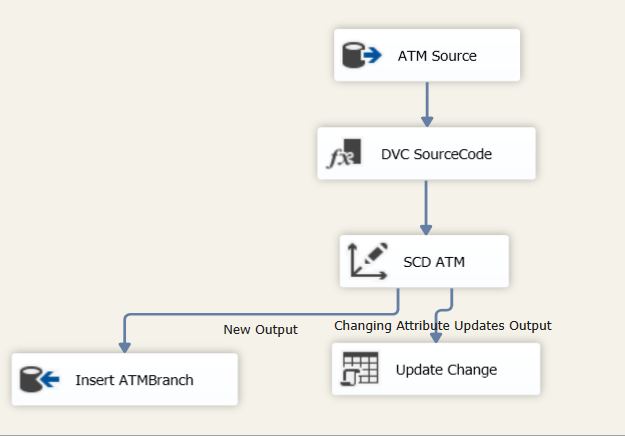 ATM Source
DVC SourceCode
SCD ATM
New Output
Changing Attribute Updates Output
Insert ATMBranch
Update Change